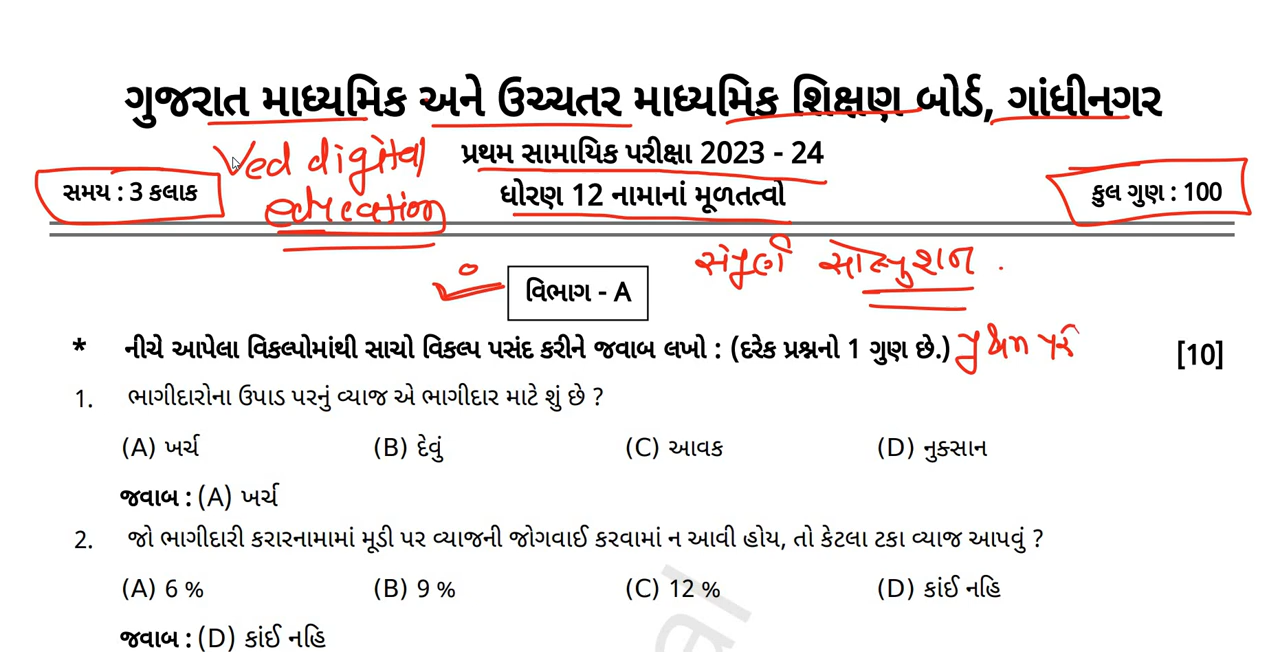 ગુજરાત માધ્યમિક અને ઉચ્ચતર માધ્યમિક શિક્ષણ બોર્ડ, ગાંધીનગર
Ved digital
education
પ્રથમ સામાયિક પરીક્ષા 2023 - 24
સમય : 3 કલાક
ધોરણ 12 નામાનાં મૂળતત્વો
કુલ ગુણ : 100
સંપૂર્ણ સોલ્યુશન .
વિભાગ - A
* નીચે આપેલા વિકલ્પોમાંથી સાચો વિકલ્પ પસંદ કરીને જવાબ લખો : (દરેક પ્રશ્નનો 1 ગુણ છે.) [10]
1. ભાગીદારોના ઉપાડ પરનું વ્યાજ એ ભાગીદાર માટે શું છે ?
(A) ખર્ચ (B) દેવું (C) આવક (D) નુકસાન
જવાબ : (A) ખર્ચ
2. જો ભાગીદારી કરારનામામાં મૂડી પર વ્યાજની જોગવાઈ કરવામાં ન આવી હોય, તો કેટલા ટકા વ્યાજ આપવું ?
(A) 6 % (B) 9 % (C) 12 % (D) કાંઈ નહિ
જવાબ : (D) કાંઈ નહિ